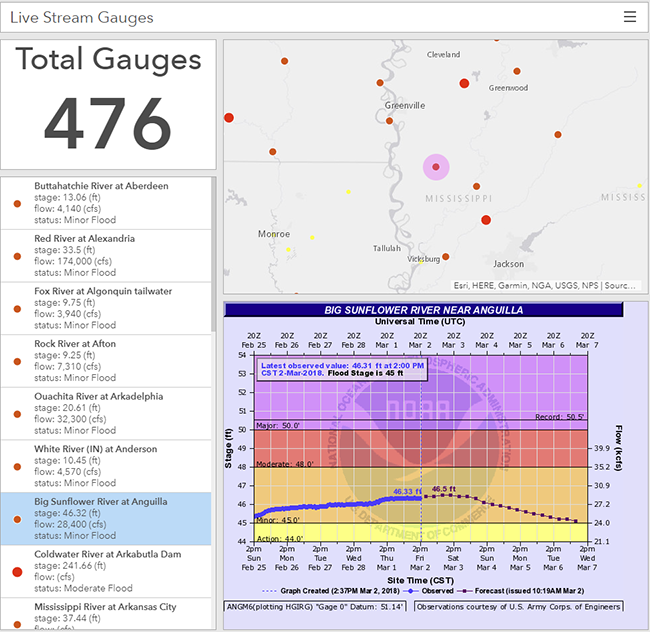 Live Stream Gauges
Total Gauges
476
Buttahatchie River at Aberdeen
stage: 13.06 (ft)
flow: 4,140 (cfs)
status: Minor Flood
Red River at Alexandria
stage: 33.5 (ft)
flow: 174,000 (cfs)
status: Minor Flood
Fox River at Algonquin tailwater
stage: 9.75 (ft)
flow: 3,940 (cfs)
status: Minor Flood
Rock River at Afton
stage: 9.25 (ft)
flow: 7,310 (cfs)
status: Minor Flood
Ouachita River at Arkadelphia
stage: 20.61 (ft)
flow: 32,300 (cfs)
status: Minor Flood
White River (IN) at Anderson
stage: 10.45 (ft)
flow: 4,570 (cfs)
status: Minor Flood
Big Sunflower River at Anguilla
stage: 46.32 (ft)
flow: 28,400 (cfs)
status: Minor Flood
Coldwater River at Arkabutla Dam
stage: 241.66 (ft)
flow: (cfs)
status: Moderate Flood
Mississippi River at Arkansas City
stage: 37.44 (ft)
flow: (cfs)
Cleveland
Greenwood
Greenville
MISSISSIPPI
MISSISS
Monroe
Tallulah
Vicksburg
Jackson
Esri, HERE, Garmin, NGA, USGS, NPS | Sourc...
BIG SUNFLOWER RIVER NEAR ANGUILLA
Universal Time (UTC)
20Z 20Z 20Z 20Z 20Z 20Z 20Z 20Z 20Z 20Z 20Z
Feb 25 Feb 26 Feb 27 Feb 28 Mar 1 Mar 2 Mar 3 Mar 4 Mar 5 Mar 6 Mar 7
Latest observed value: 46.31 ft at 2:00 PM
CST 2-Mar-2018. Flood Stage is 45 ft
NATIONAL OCEANIC AND ATMOSPHERIC ADMINISTRATION
NOAA
U.S. DEPARTMENT OF COMMERCE
Record: 50.5'
Major: 50.0'
Moderate: 48.0'
46.33 ft
46.5 ft
Minor: 45.0'
Action: 44.0'
Stage (ft)
54
53
52
51
50
49
48
47
46
45
44
Flow (kcfs)
39.9
35.2
30.9
27.2
24.0
21.1
2pm 2pm 2pm 2pm 2pm 2pm 2pm 2pm 2pm 2pm 2pm
Sun Mon Tue Wed Thu Fri Sat Sun Mon Tue Wed
Feb 25 Feb 26 Feb 27 Feb 28 Mar 1 Mar 2 Mar 3 Mar 4 Mar 5 Mar 6 Mar 7
Site Time (CST)
Graph Created (2:37PM Mar 2, 2018) Observed Forecast (issued 10:19AM Mar 2)
ANGM6(plotting HGIRG) "Gage 0" Datum: 51.14' Observations courtesy of U.S. Army Corps. of Engineers